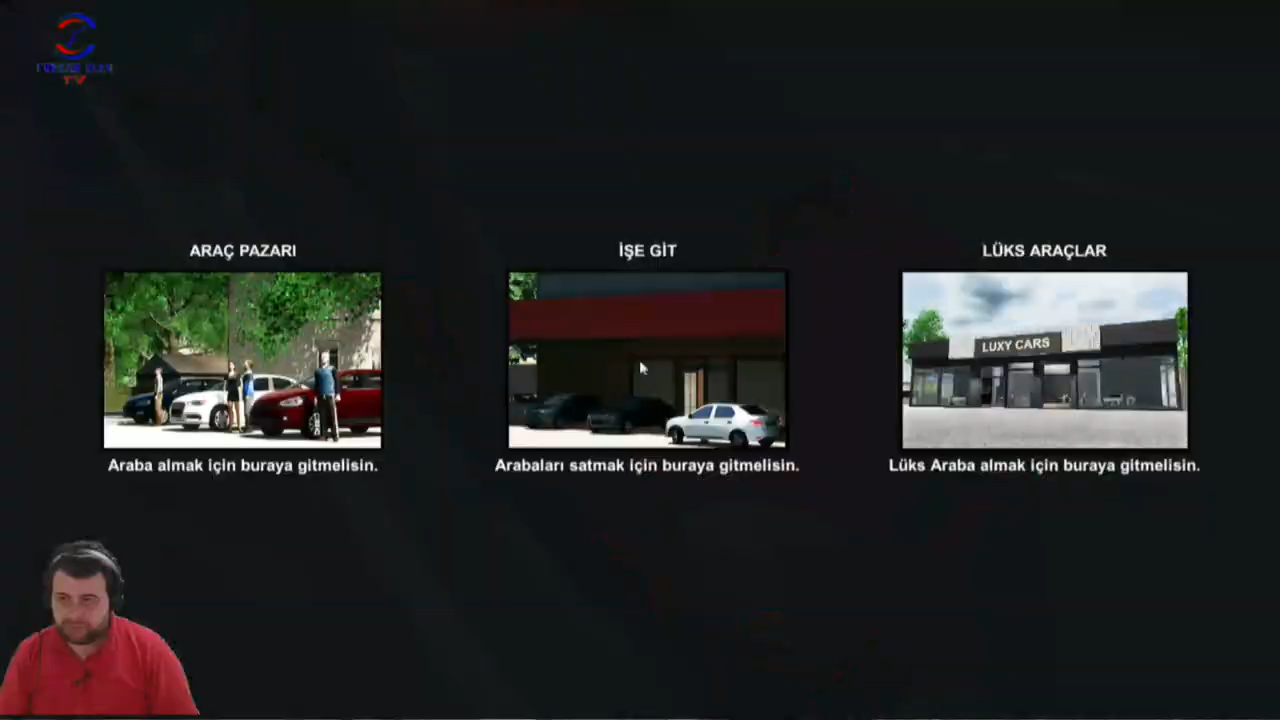 TV
ARAÇ PAZARI
İŞE GİT
LÜKS ARAÇLAR
LUXY CARS
Araba almak için buraya gitmelisin.
Arabaları satmak için buraya gitmelisin.
Lüks Araba almak için buraya gitmelisin.